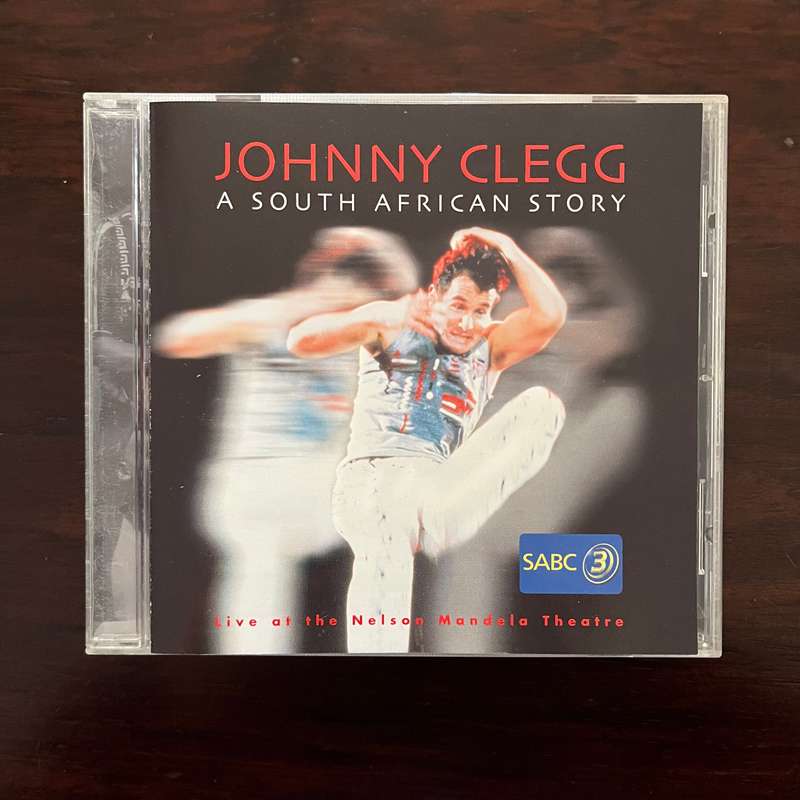 JOHNNY CLEGG
A SOUTH AFRICAN STORY
SABC 3
Live at the Nelson Mandela Theatre